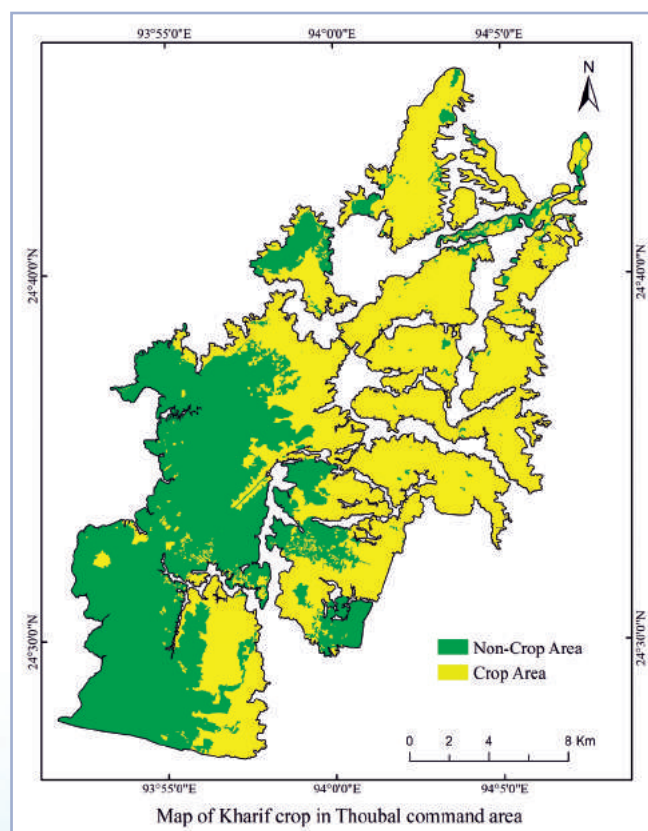 93°55'0"E 94°0'0"E 94°5'0"E
N
24°40'0"N 24°40'0"N
24°30'0"N 24°30'0"N
Non-Crop Area
Crop Area
0 2 4 8 Km
93°55'0"E 94°0'0"E 94°5'0"E
Map of Kharif crop in Thoubal command area